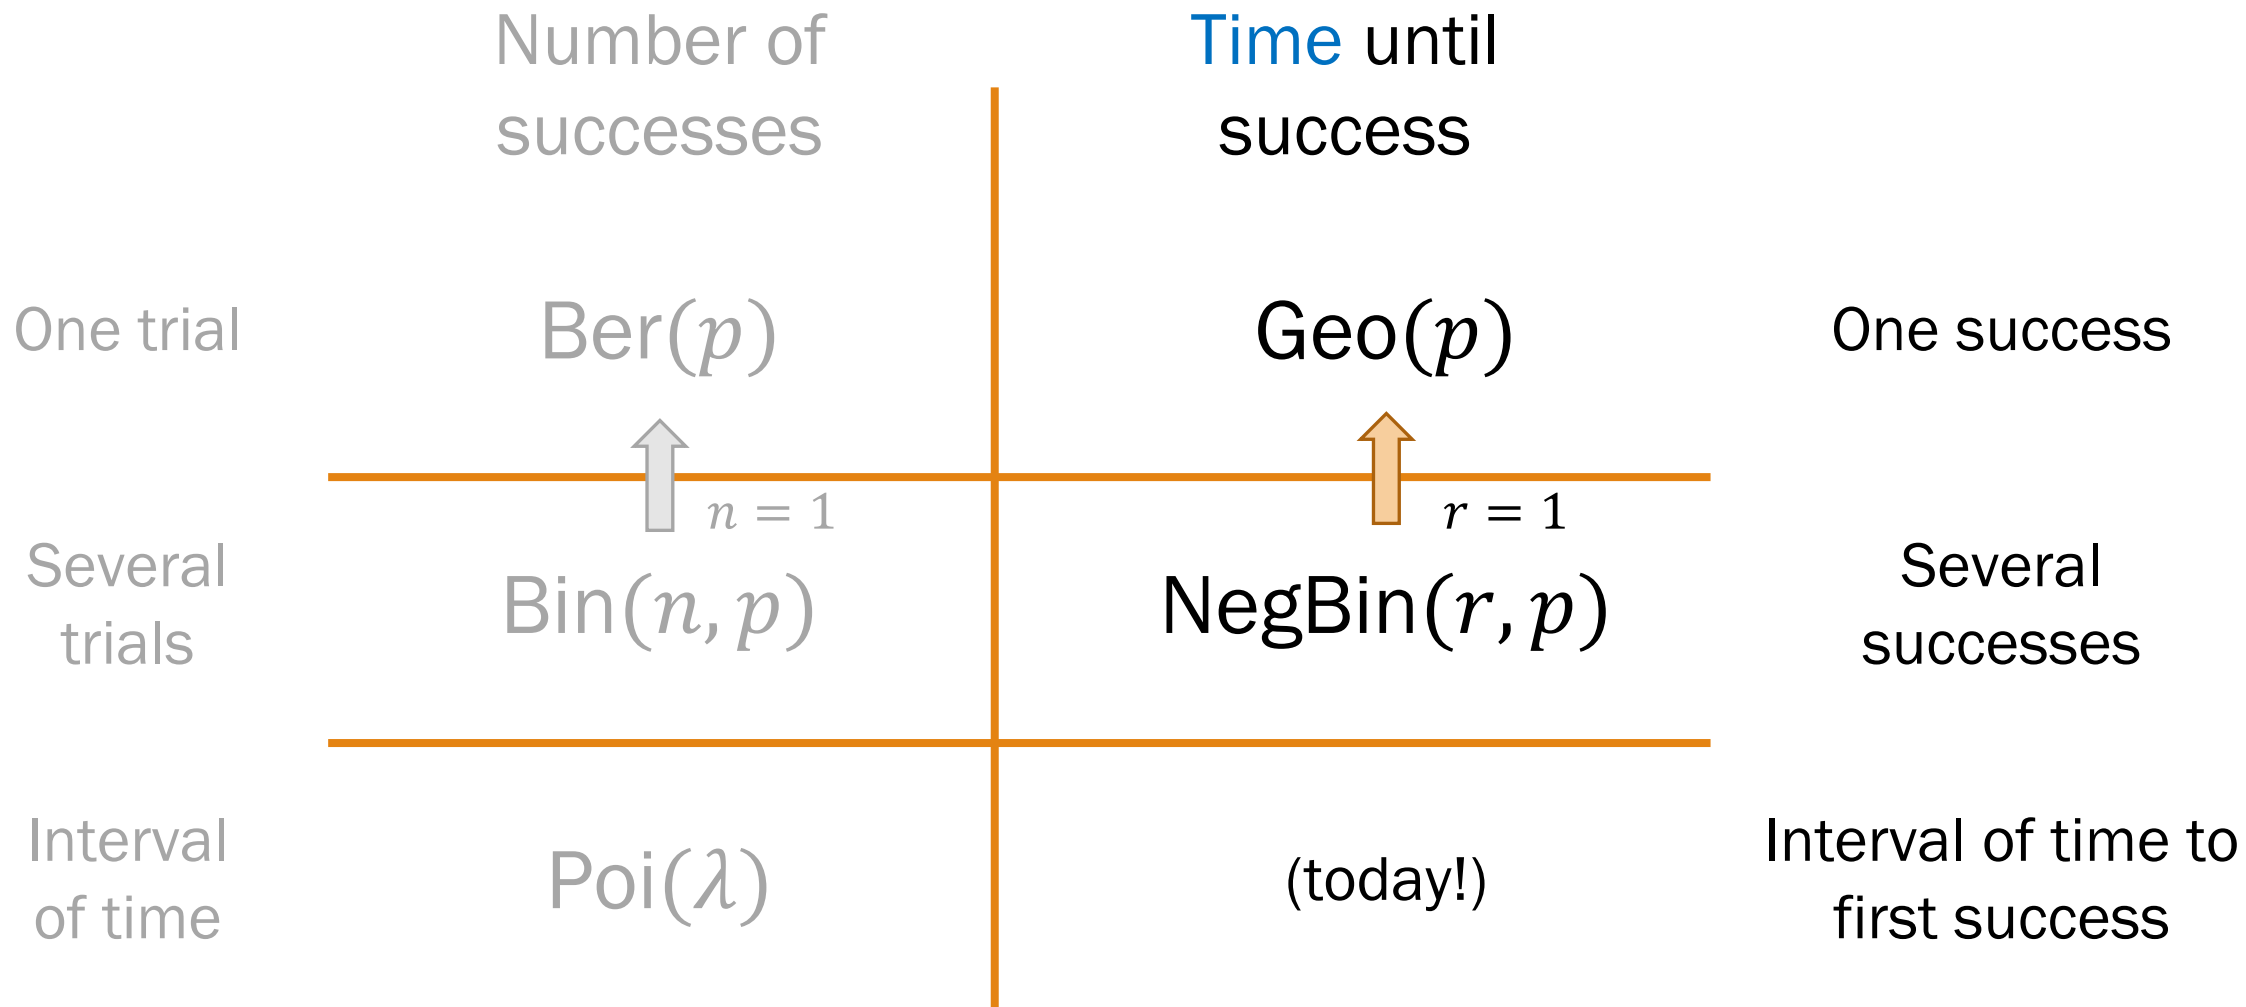 Number of
successes
Time until
success
One trial
Ber(p)
Geo(p)
One success
n = 1
r = 1
Several
trials
Bin(n, p)
NegBin(r, p)
Several
successes
Interval
of time
Poi(λ)
(today!)
Interval of time to
first success